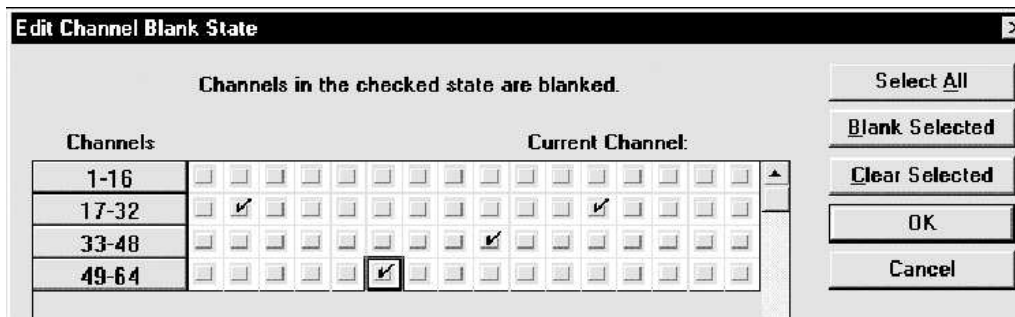 Edit Channel Blank State
Channels in the checked state are blanked.
Channels
Current Channel:
1-16
17-32
33-48
49-64
Select All
Blank Selected
Clear Selected
OK
Cancel